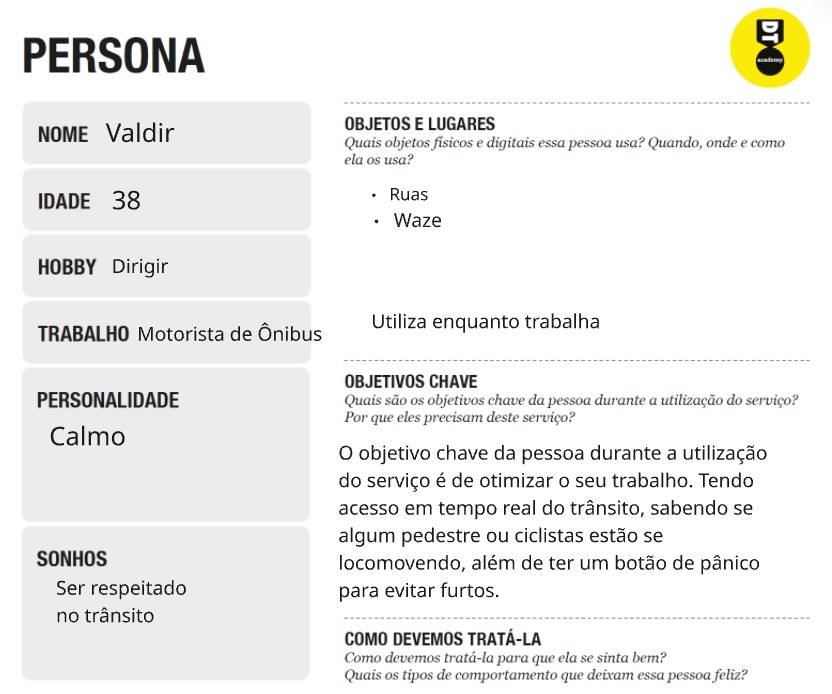 PERSONA
DT
academy
NOME Valdir
IDADE 38
HOBBY Dirigir
TRABALHO Motorista de Ônibus
PERSONALIDADE
Calmo
SONHOS
Ser respeitado
no trânsito
OBJETOS E LUGARES
Quais objetos físicos e digitais essa pessoa usa? Quando, onde e como
ela os usa?
• Ruas
• Waze
Utiliza enquanto trabalha
OBJETIVOS CHAVE
Quais são os objetivos chave da pessoa durante a utilização do serviço?
Por que eles precisam deste serviço?
O objetivo chave da pessoa durante a utilização
do serviço é de otimizar o seu trabalho. Tendo
acesso em tempo real do trânsito, sabendo se
algum pedestre ou ciclistas estão se
locomovendo, além de ter um botão de pânico
para evitar furtos.
COMO DEVEMOS TRATÁ-LA
Como devemos tratá-la para que ela se sinta bem?
Quais os tipos de comportamento que deixam essa pessoa feliz?